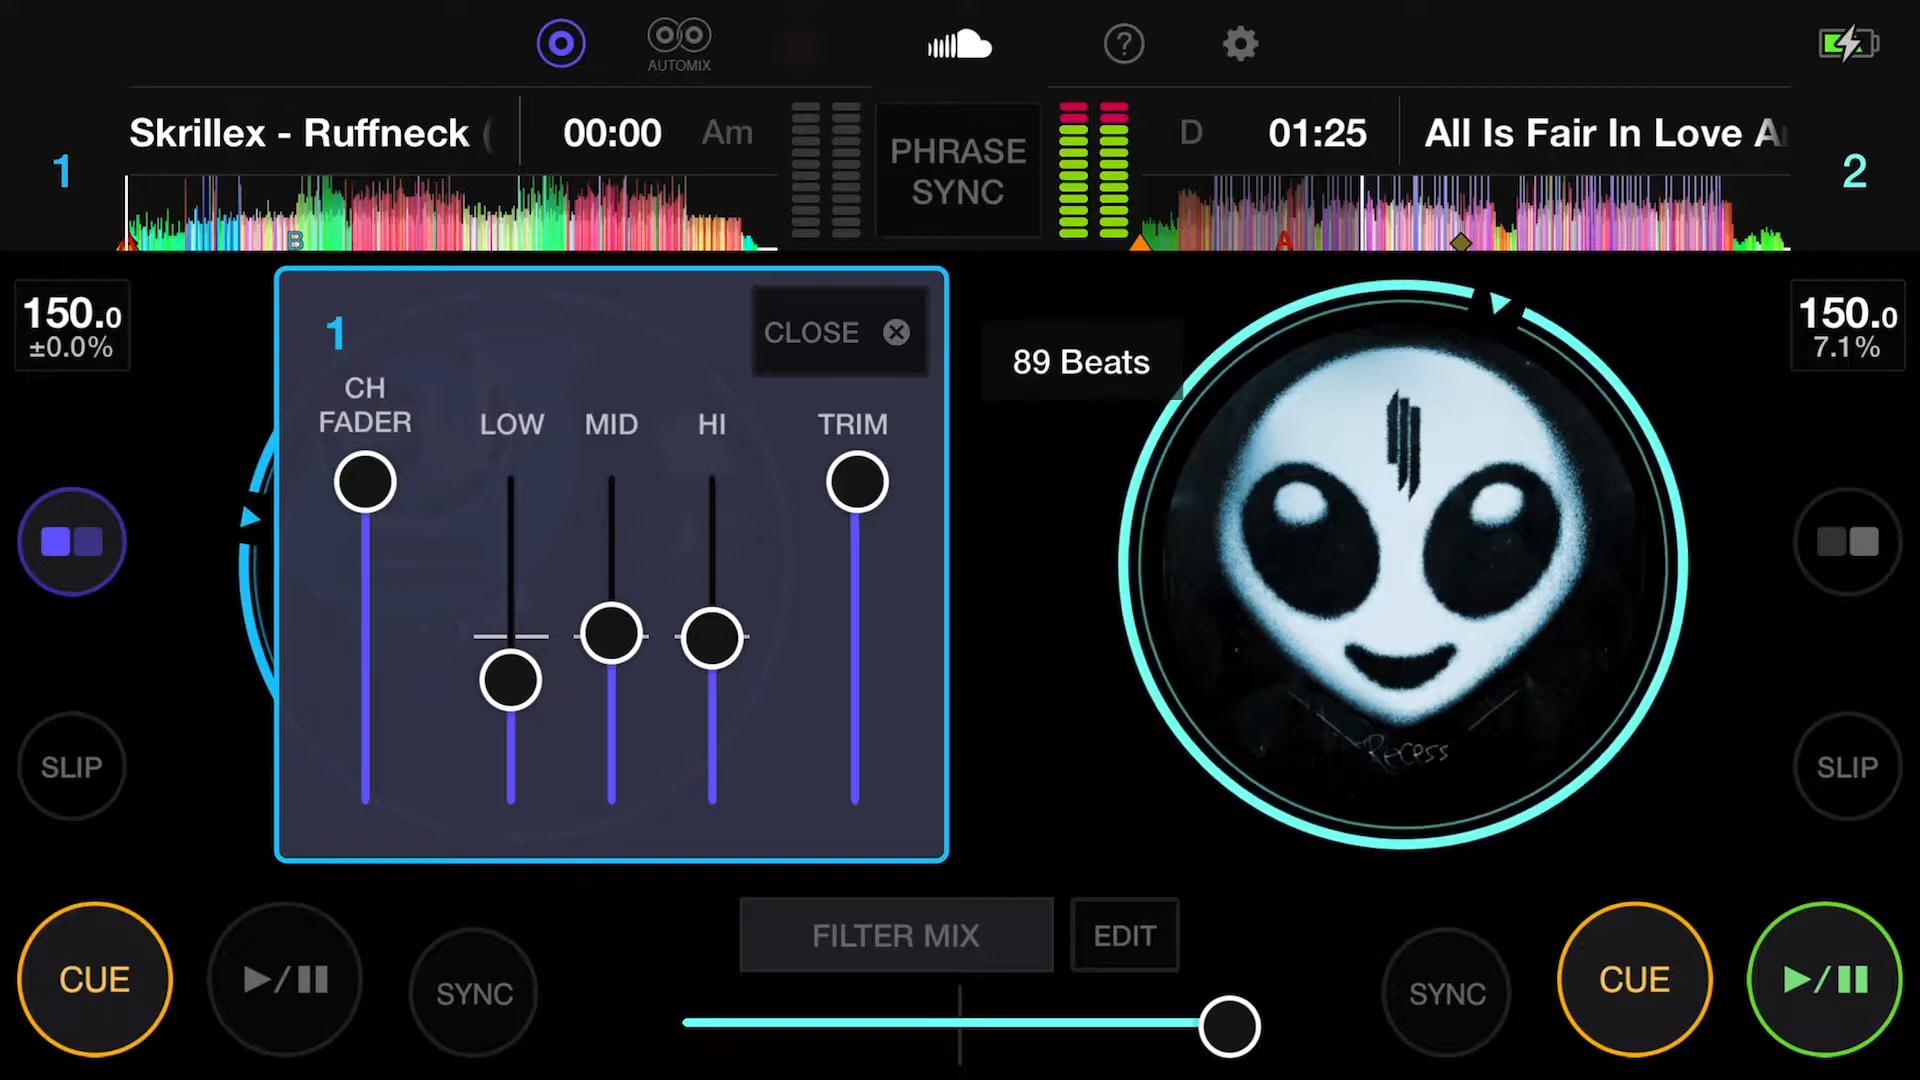 AUTOMIX
?
1
Skrillex - Ruffneck (
00:00
Am
PHRASE
SYNC
D
01:25
All Is Fair In Love A
2
B
A
150.0
±0.0%
1
CLOSE
89 Beats
150.0
7.1%
CH
FADER
LOW
MID
HI
TRIM
Recess
SLIP
SLIP
CUE
SYNC
FILTER MIX
EDIT
SYNC
CUE